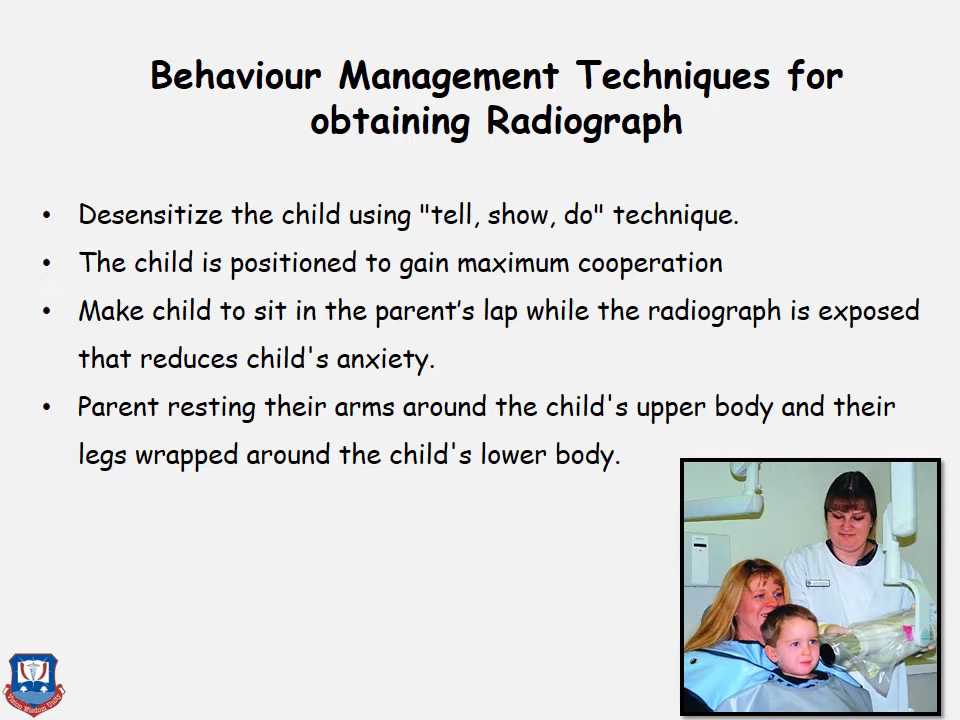 Behaviour Management Techniques for
obtaining Radiograph
• Desensitize the child using "tell, show, do" technique.
• The child is positioned to gain maximum cooperation
• Make child to sit in the parent’s lap while the radiograph is exposed
that reduces child's anxiety.
• Parent resting their arms around the child's upper body and their
legs wrapped around the child's lower body.
Vision Wisdom Unity